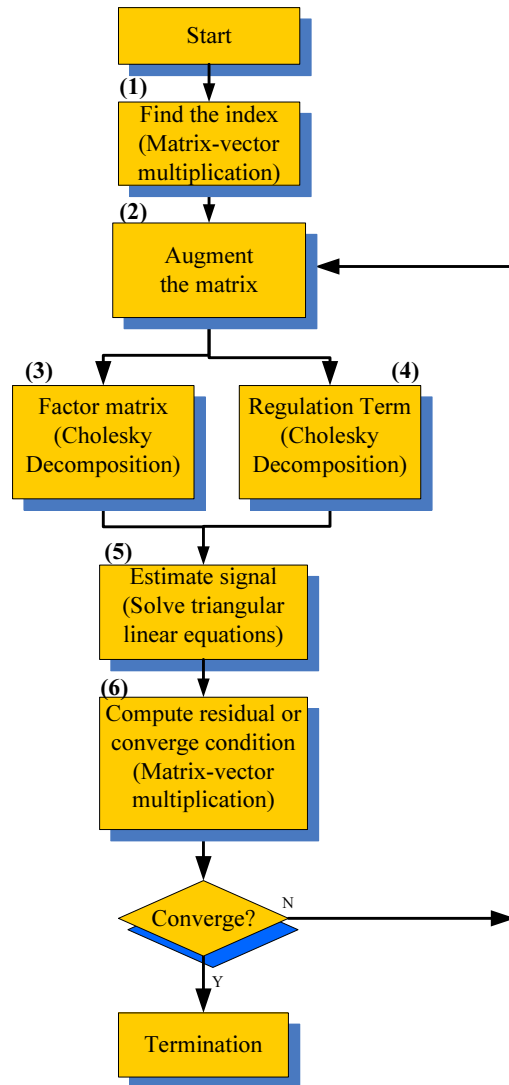 Start
(1)
Find the index
(Matrix-vector
multiplication)
(2)
Augment
the matrix
(3)
Factor matrix
(Cholesky
Decomposition)
(4)
Regulation Term
(Cholesky
Decomposition)
(5)
Estimate signal
(Solve triangular
linear equations)
(6)
Compute residual or
converge condition
(Matrix-vector
multiplication)
Converge?
N
Y
Termination